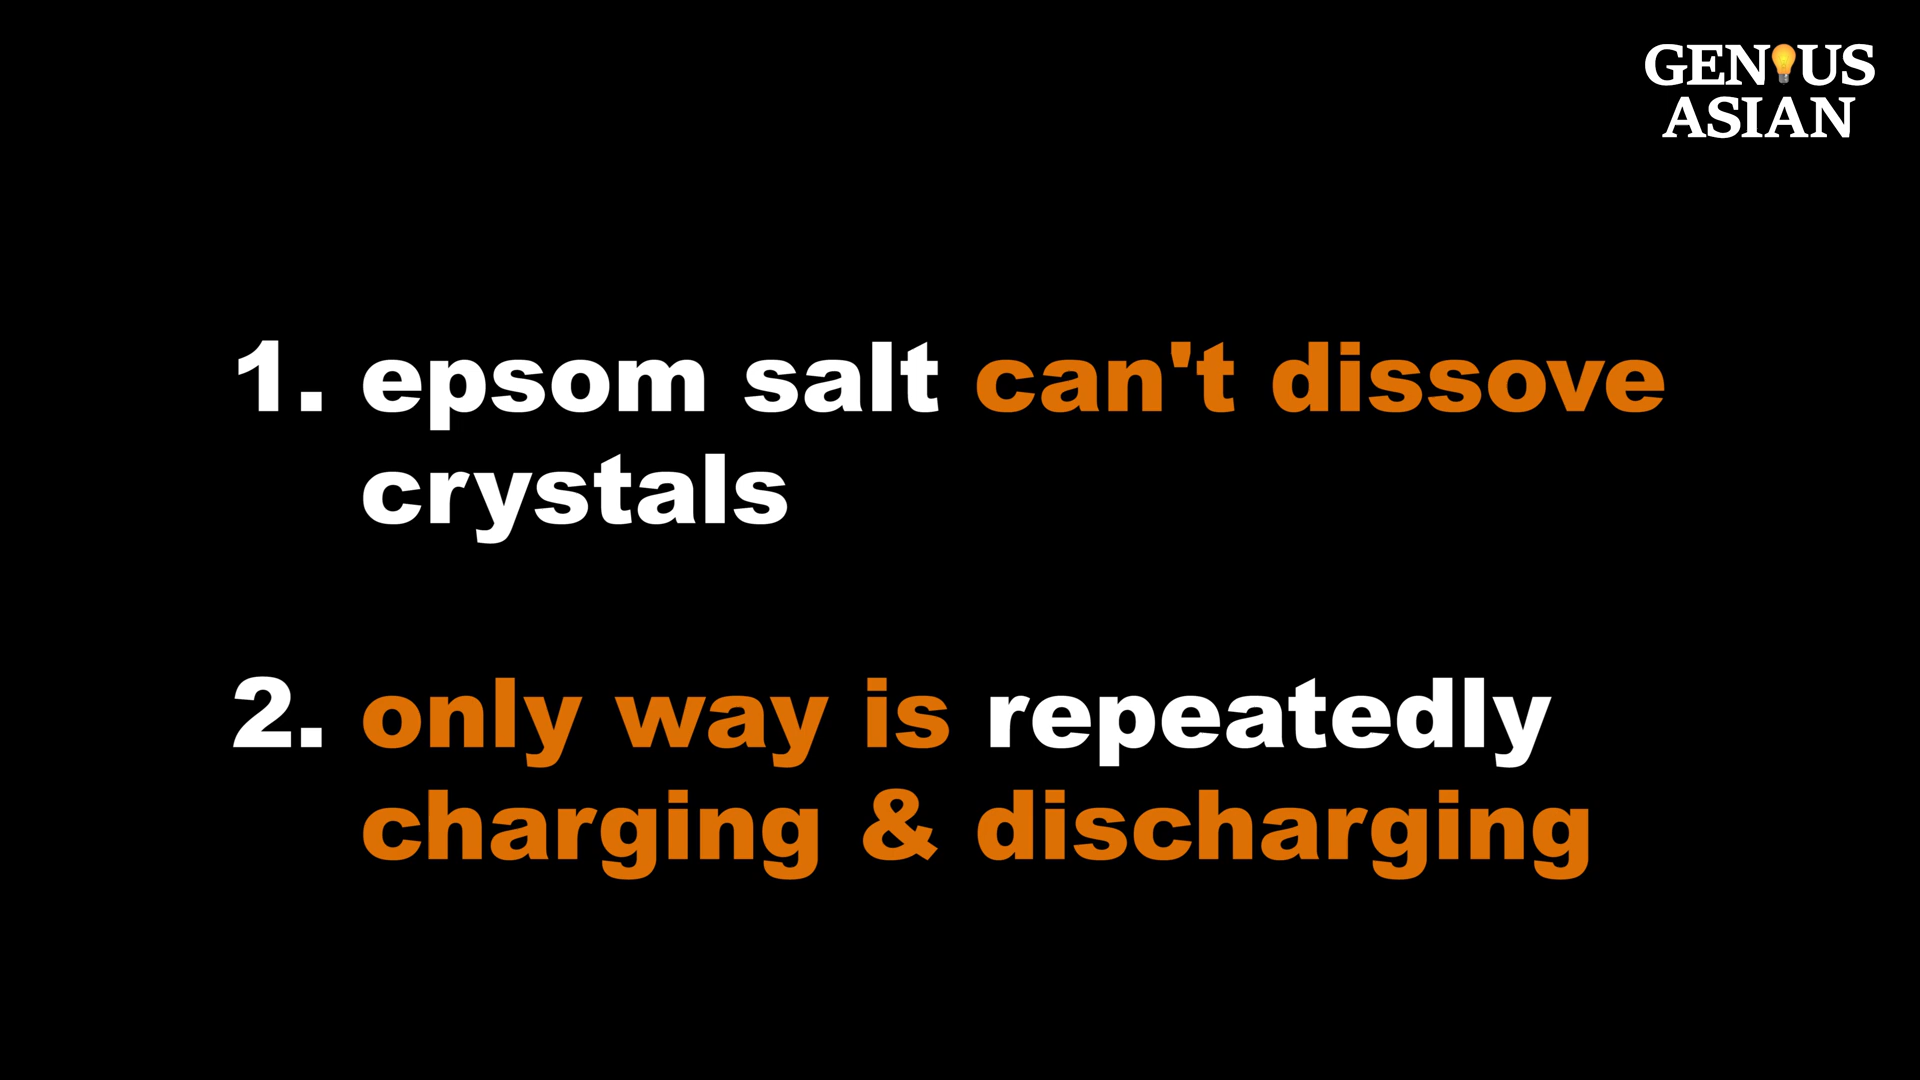 GENIUS
ASIAN
1. epsom salt can't dissove
crystals
2. only way is repeatedly
charging & discharging